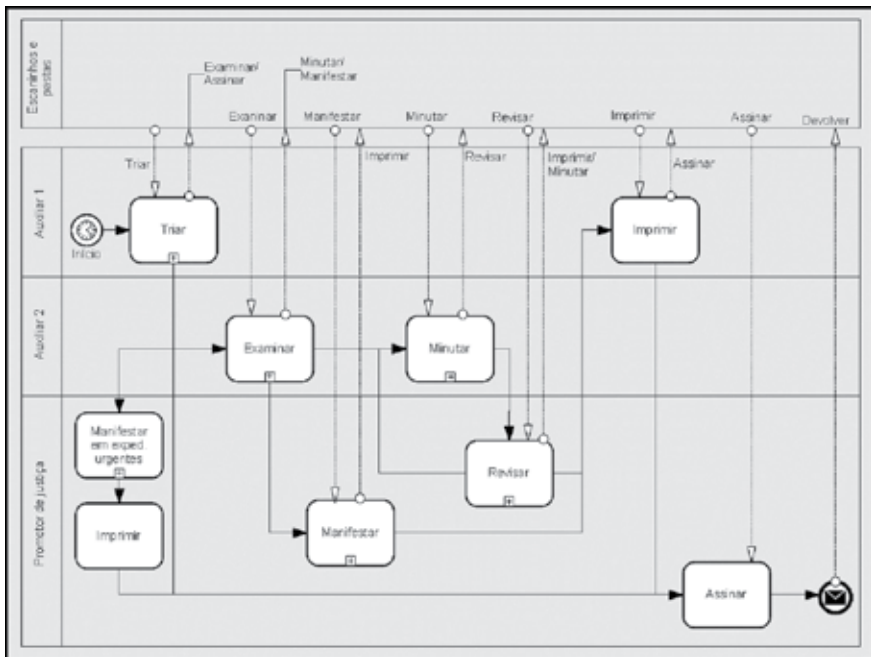 Escaninhos e
pastas
Examinar/
Assinar
Minutar/
Manifestar
Examinar
Manifestar
Minutar
Revisar
Imprimir
Assinar
Devolver
Triar
Imprimir
Revisar
Imprimir/
Minutar
Assinar
Auxiliar 1
Início
Triar
Imprimir
Auxiliar 2
Examinar
Minutar
Promotor de justiça
Manifestar
em exped.
urgentes
Revisar
Imprimir
Manifestar
Assinar